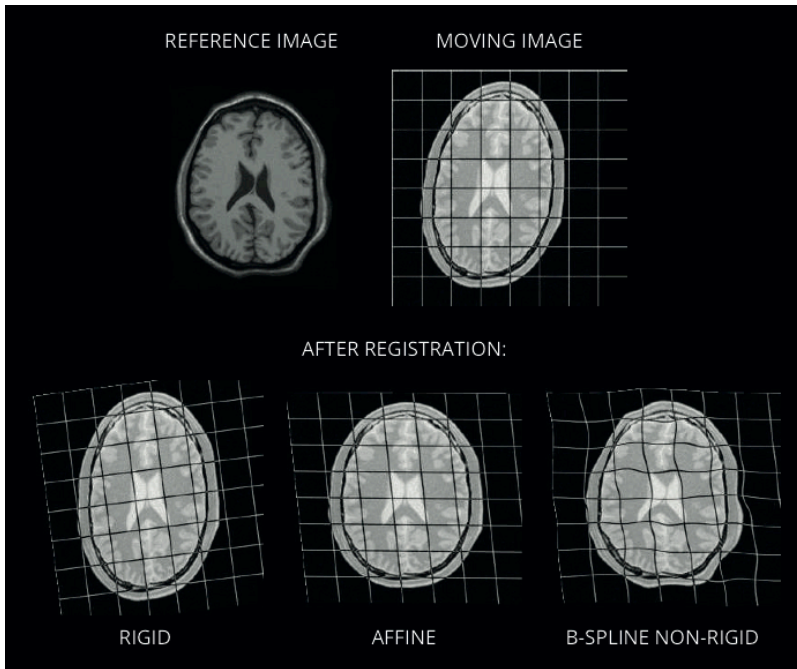 REFERENCE IMAGE
MOVING IMAGE
AFTER REGISTRATION:
RIGID
AFFINE
B-SPLINE NON-RIGID